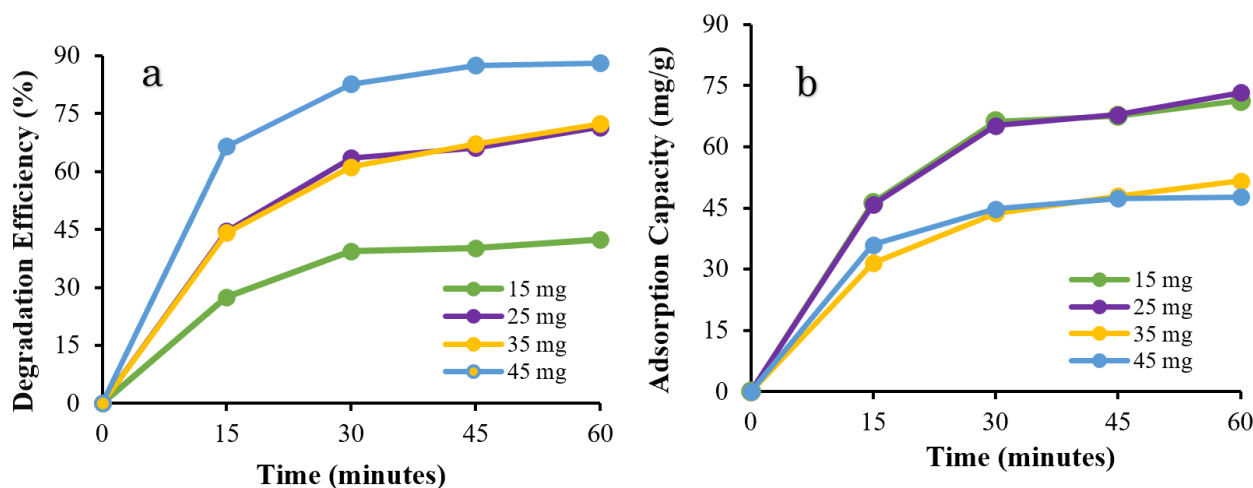 a
Degradation Efficiency (%)
90
75
60
45
30
15
0
0 15 30 45 60
Time (minutes)
15 mg
25 mg
35 mg
45 mg
b
Adsorption Capacity (mg/g)
90
75
60
45
30
15
0
0 15 30 45 60
Time (minutes)
15 mg
25 mg
35 mg
45 mg